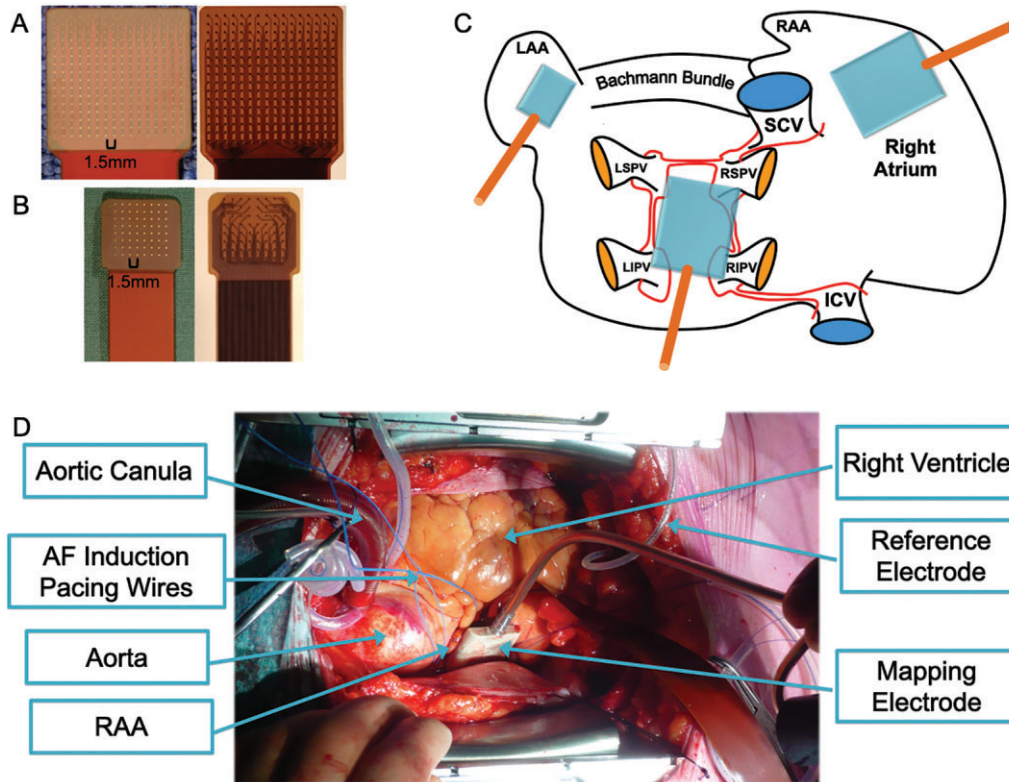 A
1.5mm
B
1.5mm
C
LAA
Bachmann Bundle
RAA
SCV
Right
Atrium
LSPV
RSPV
LIPV
RIPV
ICV
D
Aortic Canula
AF Induction
Pacing Wires
Aorta
RAA
Right Ventricle
Reference
Electrode
Mapping
Electrode